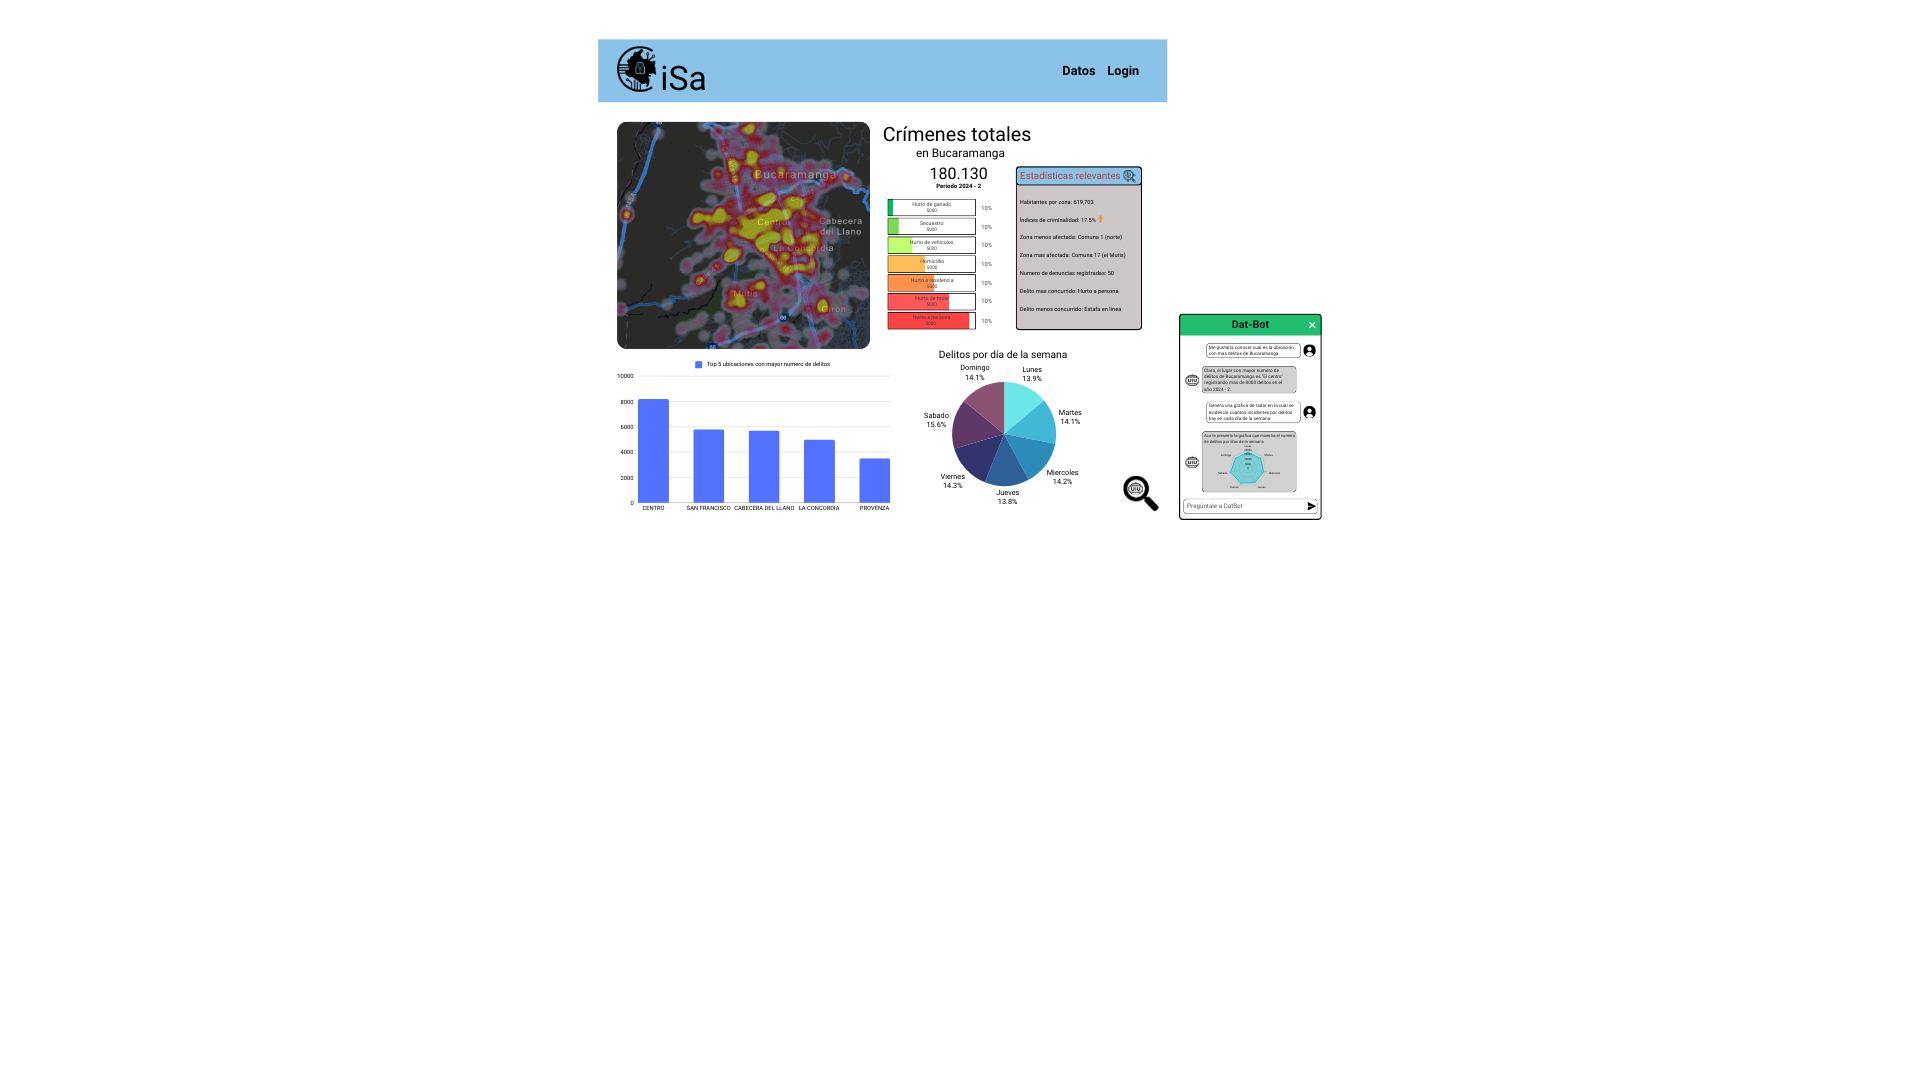 iSa
Datos
Login
Bucaramanga
Centro
Cabecera
del Llano
La Concordia
Mutis
Girón
Crímenes totales
en Bucaramanga
180.130
Periodo 2024 - 2
Hurto de ganado
5000
10%
Secuestro
5000
10%
Hurto de vehículos
5000
10%
Homicidio
5000
10%
Hurto a residencia
5000
10%
Hurto de moto
5000
10%
Hurto a persona
5000
10%
Estadísticas relevantes
Habitantes por zona: 619,703
Índices de criminalidad: 17.5%
Zona menos afectada: Comuna 1 (norte)
Zona mas afectada: Comuna 17 (el Mutis)
Numero de denuncias registradas: 50
Delito mas concurrido: Hurto a persona
Delito menos concurrido: Estafa en linea
Top 5 ubicaciones con mayor numero de delitos
10000
8000
6000
4000
2000
0
CENTRO
SAN FRANCISCO
CABECERA DEL LLANO
LA CONCORDIA
PROVENZA
Delitos por día de la semana
Domingo
14.1%
Lunes
13.9%
Martes
14.1%
Sabado
15.6%
Miercoles
14.2%
Viernes
14.3%
Jueves
13.8%
Dat-Bot
Me gustaría conocer cual es la ubicación
con mas delitos de Bucaramanga.
Claro, el lugar con mayor numero de
delitos de Bucaramanga es "El centro"
registrando mas de 8000 delitos en el
año 2024 - 2.
Genera una grafica de radar en la cual se
evidencie cuantos incidentes por delitos
hay en cada día de la semana
Acá te presento la grafica que muestra el numero
de delitos por días de la semana
Pregúntale a DatBot